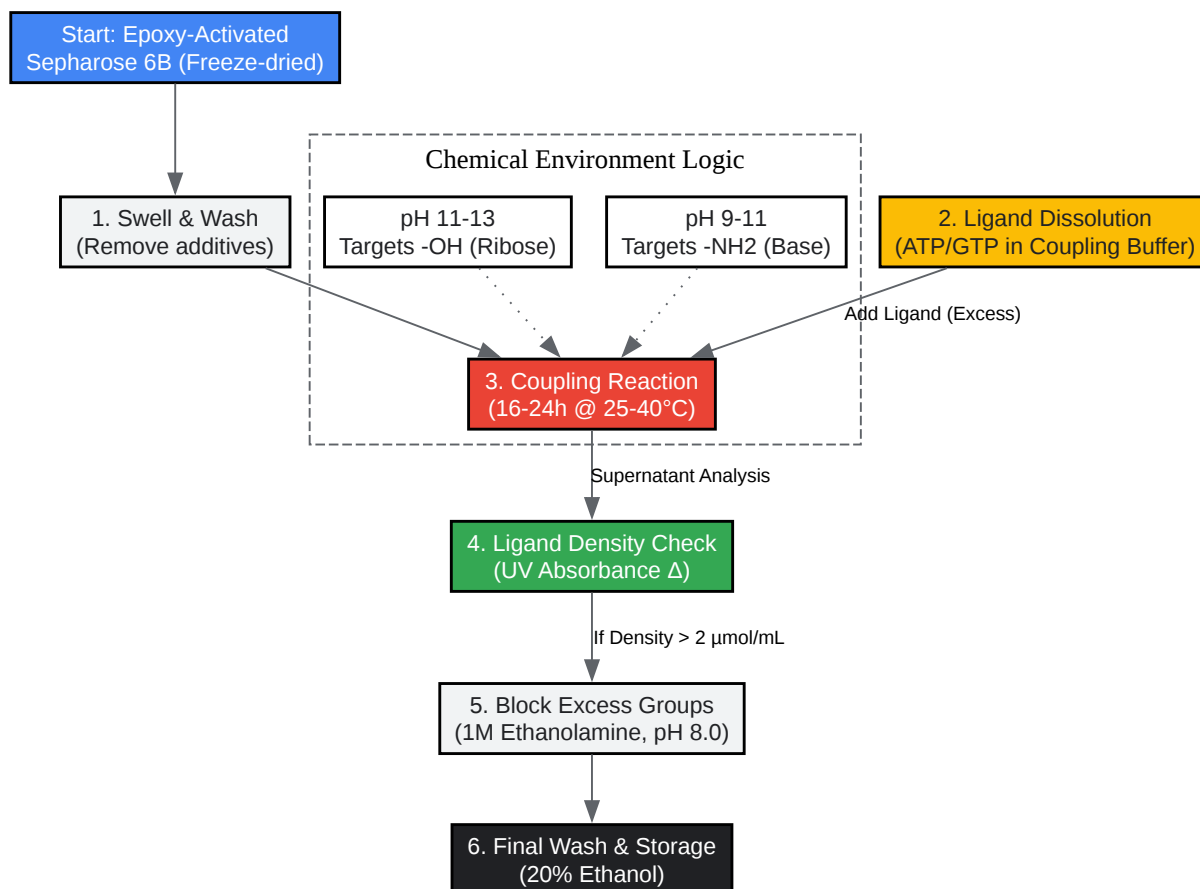 Start: Epoxy-Activated
Sepharose 6B (Freeze-dried)
Chemical Environment Logic
1. Swell & Wash
(Remove additives)
pH 11-13
Targets -OH (Ribose)
pH 9-11
Targets -NH2 (Base)
2. Ligand Dissolution
(ATP/GTP in Coupling Buffer)
Add Ligand (Excess)
3. Coupling Reaction
(16-24h @ 25-40°C)
Supernatant Analysis
4. Ligand Density Check
(UV Absorbance Δ)
If Density > 2 µmol/mL
5. Block Excess Groups
(1M Ethanolamine, pH 8.0)
6. Final Wash & Storage
(20% Ethanol)